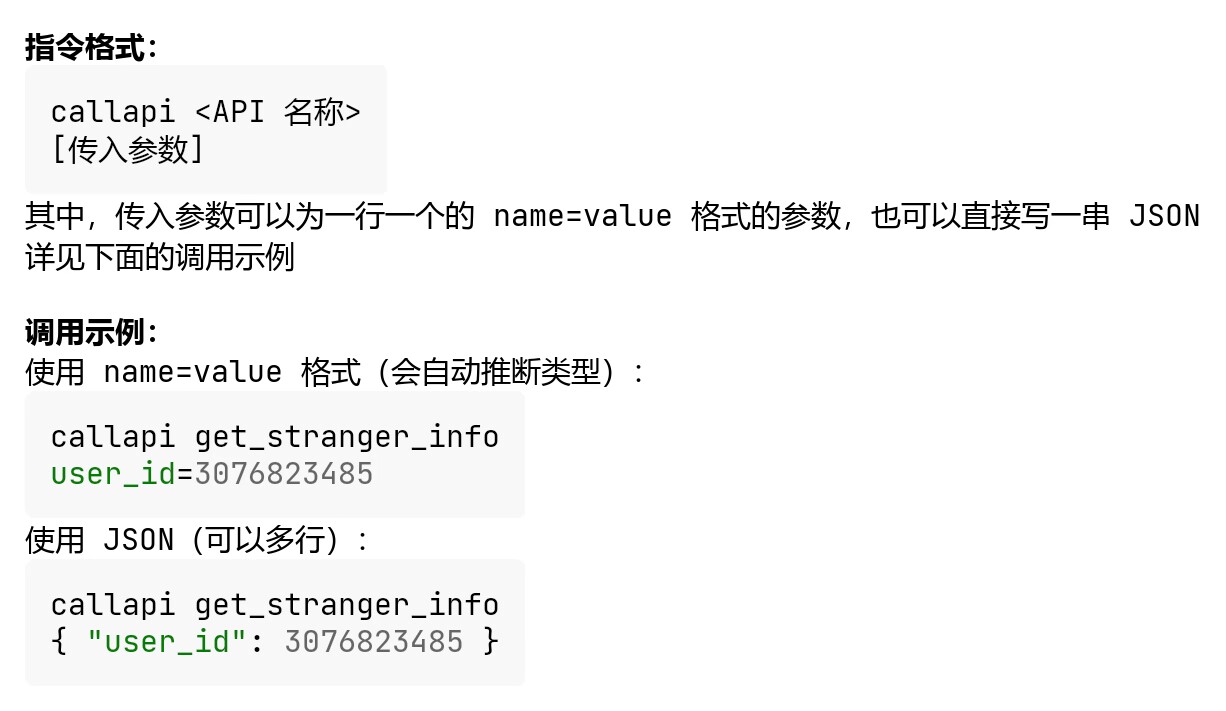 指令格式：
callapi <API 名称>
[传入参数]
其中，传入参数可以为一行一个的 name=value 格式的参数，也可以直接写一串 JSON
详见下面的调用示例
调用示例：
使用 name=value 格式（会自动推断类型）：
callapi get_stranger_info
user_id=3076823485
使用 JSON（可以多行）：
callapi get_stranger_info
{ "user_id": 3076823485 }